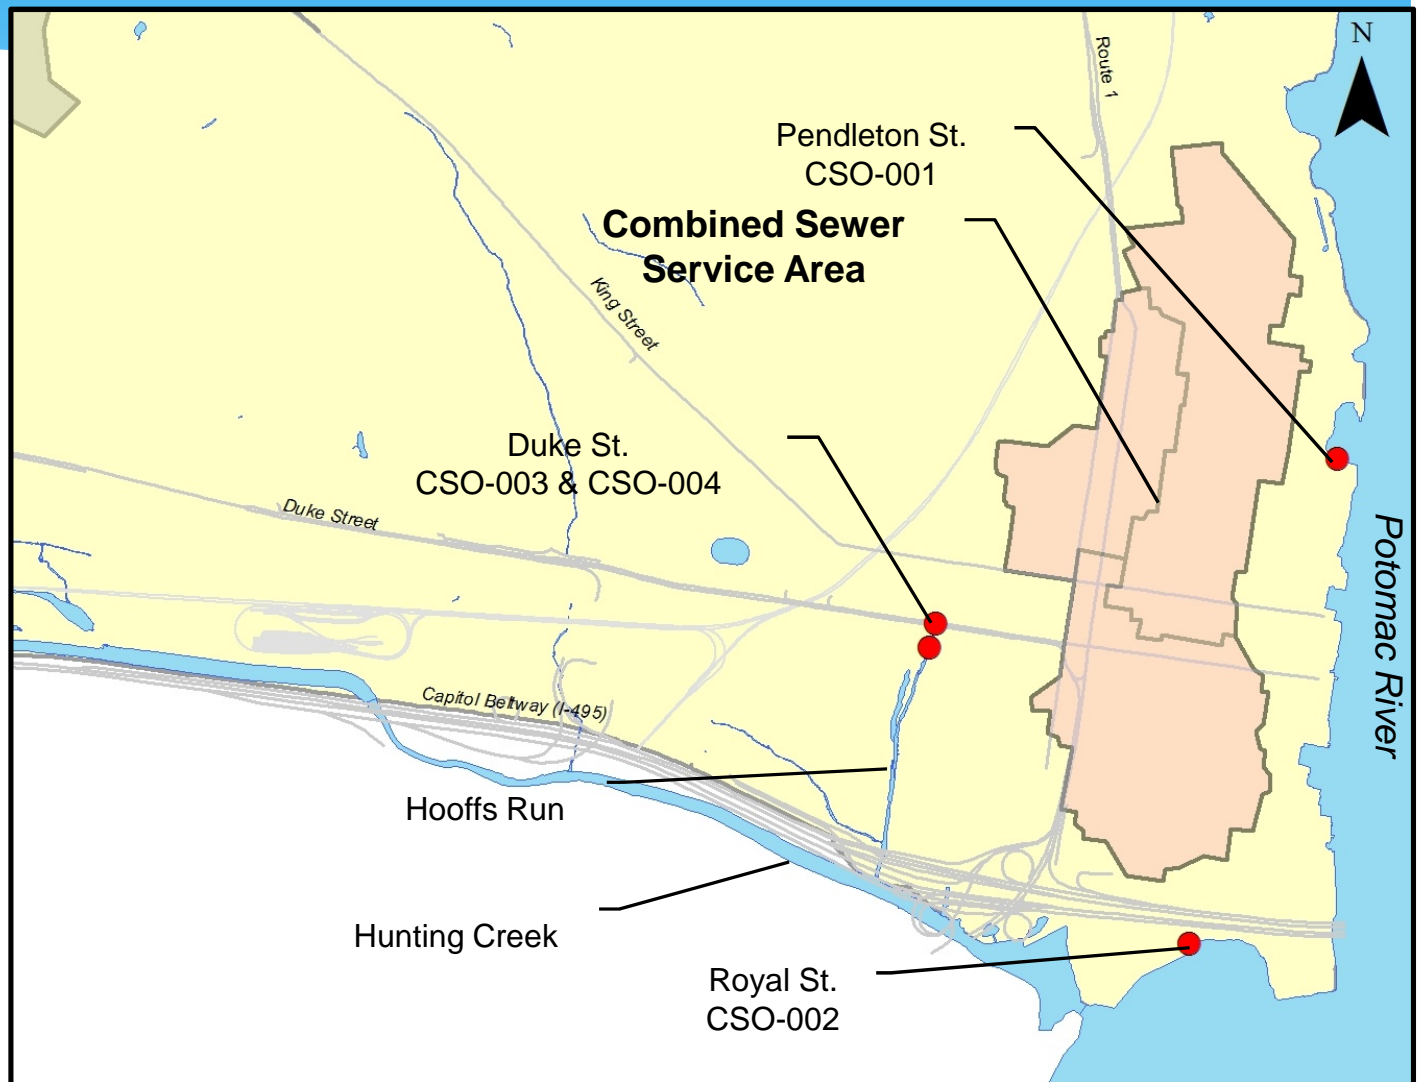 N
Route 1
Pendleton St.
CSO-001
Combined Sewer
Service Area
King Street
Duke St.
CSO-003 & CSO-004
Duke Street
Potomac River
Capitol Beltway (I-495)
Hooffs Run
Hunting Creek
Royal St.
CSO-002